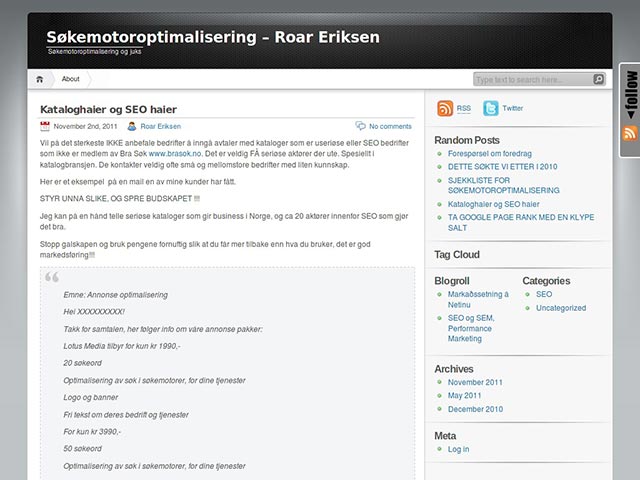 Søkemotoroptimalisering – Roar Eriksen
Søkemotoroptimalisering og juks
About
Type text to search here...
follow
Kataloghaier og SEO haier
November 2nd, 2011
Roar Eriksen
No comments
Vil på det sterkeste IKKE anbefale bedrifter å inngå avtaler med kataloger som er useriøse eller SEO bedrifter
som ikke er medlem av Bra Søk www.brasok.no. Det er veldig FÅ seriøse aktører der ute. Spesielt i
katalogbransjen. De kontakter veldig ofte små og mellomstore bedrifter med liten kunnskap.
Her er et eksempel på en mail en av mine kunder har fått.
STYR UNNA SLIKE, OG SPRE BUDSKAPET !!!
Jeg kan på en hånd telle seriøse kataloger som gir business i Norge, og ca 20 aktører innenfor SEO som gjør
det bra.
Stopp galskapen og bruk pengene fornuftig slik at du får mer tilbake enn hva du bruker, det er god
markedsføring!!!
Emne: Annonse optimalisering
Hei XXXXXXXXX!
Takk for samtalen, her følger info om våre annonse pakker:
Lotus Media tilbyr for kun kr 1990,-
20 søkeord
Optimalisering av søk i søkemotorer, for dine tjenester
Logo og banner
Fri tekst om deres bedrift og tjenester
For kun kr 3990,-
50 søkeord
Optimalisering av søk i søkemotorer, for dine tjenester
RSS
Twitter
Random Posts
Forespørsel om foredrag
DETTE SØKTE VI ETTER I 2010
SJEKKLISTE FOR
SØKEMOTOROPTIMALISERING
Kataloghaier og SEO haier
TA GOOGLE PAGE RANK MED EN KLYPE
SALT
Tag Cloud
Blogroll
Markaðssetning á
Netinu
SEO og SEM,
Performance
Marketing
Categories
SEO
Uncategorized
Archives
November 2011
May 2011
December 2010
Meta
Log in